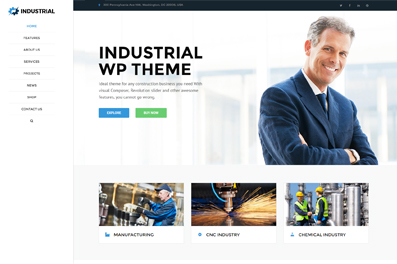 INDUSTRIAL
HOME
FEATURES
ABOUT US
SERVICES
PROJECTS
NEWS
SHOP
CONTACT US
INDUSTRIAL
WP THEME
Ideal theme for any construction business you need With
visual Composer, Revolution slider and other awesome
features, you cannot go wrong.
EXPLORE
BUY NOW
MANUFACTURING
CNC INDUSTRY
CHEMICAL INDUSTRY